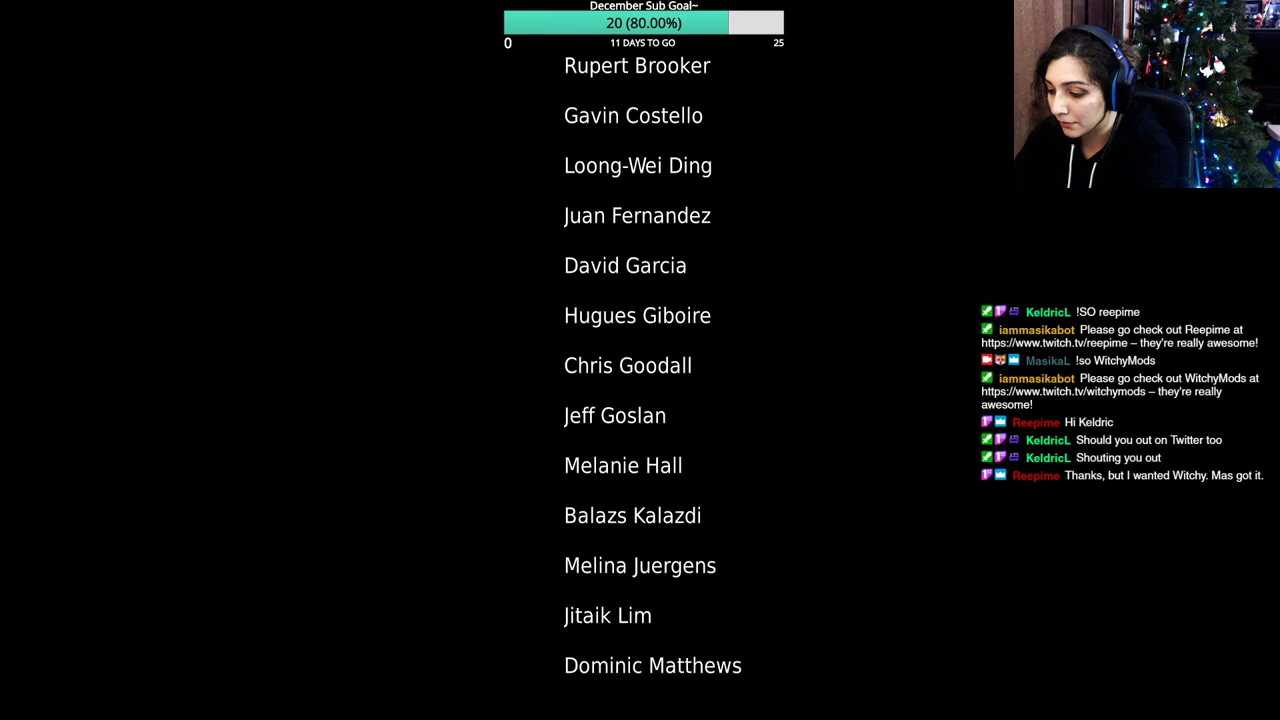 December Sub Goal~
20 (80.00%)
0
11 DAYS TO GO
25
Rupert Brooker
Gavin Costello
Loong-Wei Ding
Juan Fernandez
David Garcia
Hugues Giboire
Chris Goodall
Jeff Goslan
Melanie Hall
Balazs Kalazdi
Melina Juergens
Jitaik Lim
Dominic Matthews
KeldricL !SO reepime
iammasikabot Please go check out Reepime at
https://www.twitch.tv/reepime – they're really awesome!
MasikaL !so WitchyMods
iammasikabot Please go check out WitchyMods at
https://www.twitch.tv/witchymods – they're really
awesome!
Reepime Hi Keldric
KeldricL Should you out on Twitter too
KeldricL Shouting you out
Reepime Thanks, but I wanted Witchy. Mas got it.